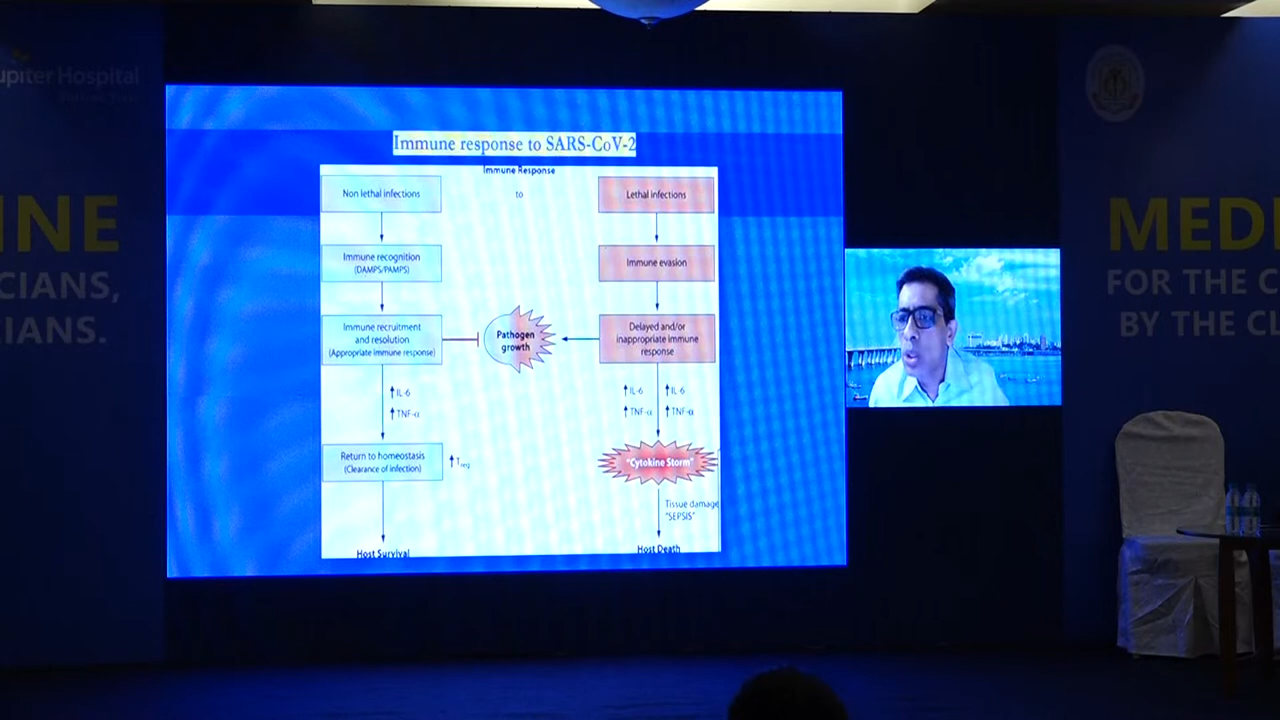 upiter Hospital
INE
CIANS,
IANS.
Immune response to SARS-CoV-2
Immune Response
to
Non lethal infections
Immune recognition
(DAMPS/PAMPS)
Immune recruitment
and resolution
(Appropriate immune response)
↑IL-6
↑TNF-α
Return to homeostasis
(Clearance of infection)
↑Treg
Host Survival
Pathogen
growth
Lethal infections
Immune evasion
Delayed and/or
inappropriate immune
response
↑IL-6 ↑IL-6
↑TNF-α ↑TNF-α
"Cytokine Storm"
Tissue damage
"SEPSIS"
Host Death
MEDI
FOR THE C
BY THE CL